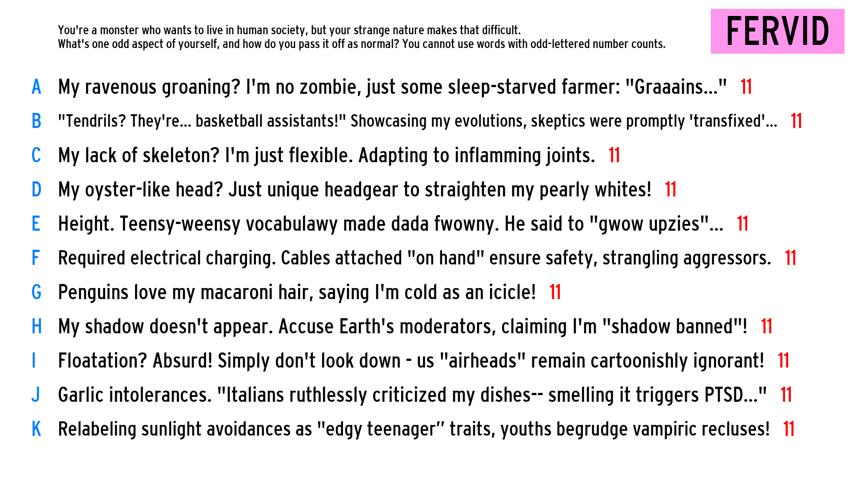 You're a monster who wants to live in human society, but your strange nature makes that difficult.
What's one odd aspect of yourself, and how do you pass it off as normal? You cannot use words with odd-lettered number counts.
FERVID
A My ravenous groaning? I'm no zombie, just some sleep-starved farmer: "Graaains..." 11
B "Tendrils? They're... basketball assistants!" Showcasing my evolutions, skeptics were promptly 'transfixed'... 11
C My lack of skeleton? I'm just flexible. Adapting to inflamming joints. 11
D My oyster-like head? Just unique headgear to straighten my pearly whites! 11
E Height. Teensy-weensy vocabulawy made dada fwowny. He said to "gwow upzies"... 11
F Required electrical charging. Cables attached "on hand" ensure safety, strangling aggressors. 11
G Penguins love my macaroni hair, saying I'm cold as an icicle! 11
H My shadow doesn't appear. Accuse Earth's moderators, claiming I'm "shadow banned"! 11
I Floatation? Absurd! Simply don't look down - us "airheads" remain cartoonishly ignorant! 11
J Garlic intolerances. "Italians ruthlessly criticized my dishes-- smelling it triggers PTSD..." 11
K Relabeling sunlight avoidances as "edgy teenager” traits, youths begrudge vampiric recluses! 11